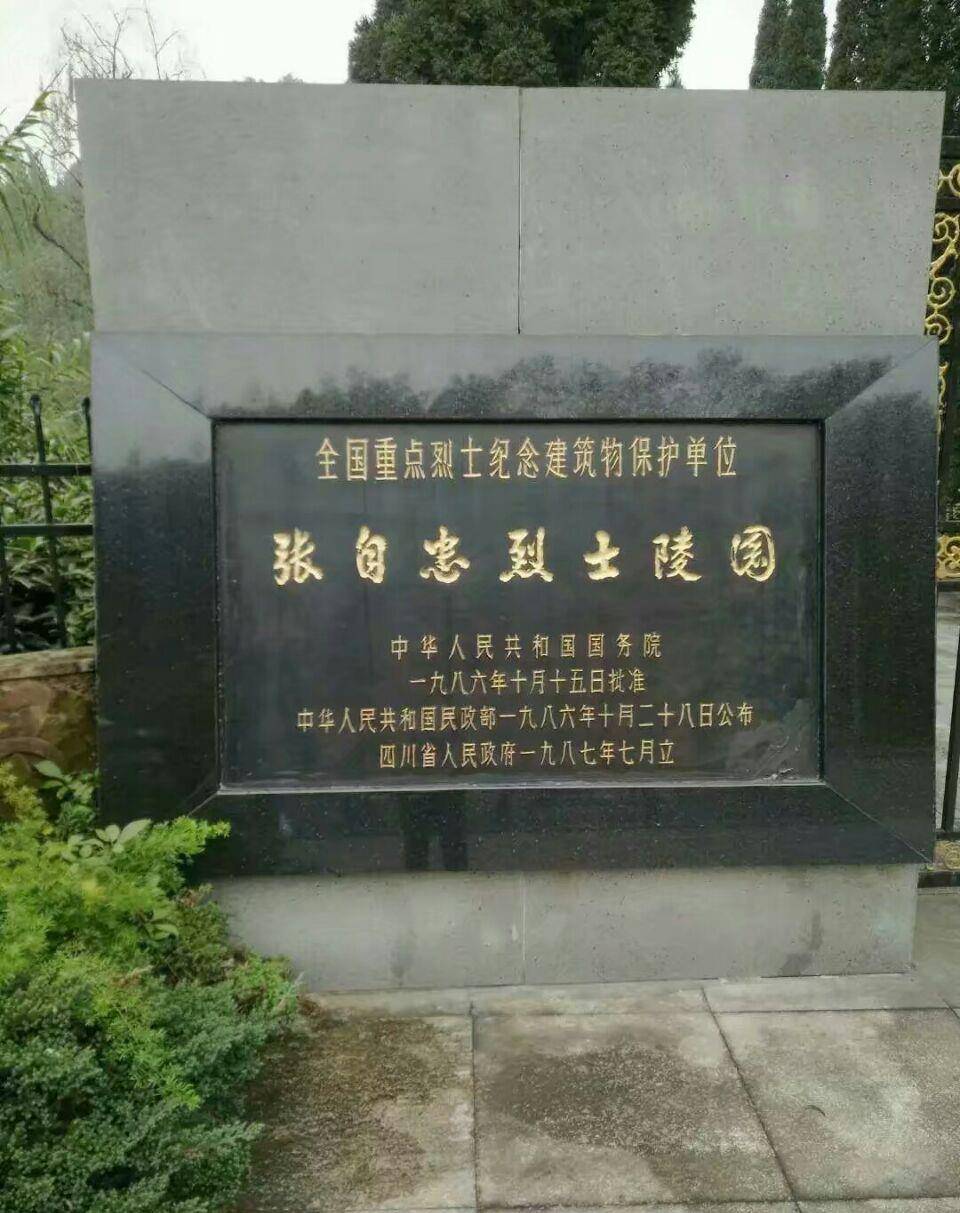 全国重点烈士纪念建筑物保护单位
张自忠烈士陵园
中华人民共和国国务院
一九八六年十月十五日批准
中华人民共和国民政部一九八六年十月二十八日公布
四川省人民政府一九八七年七月立